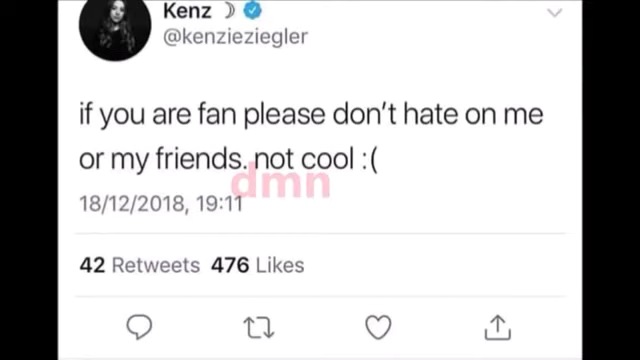 Kenz ☽
@kenzieziegler
if you are fan please don't hate on me
or my friends. not cool :(
dmn
18/12/2018, 19:11
42 Retweets 476 Likes